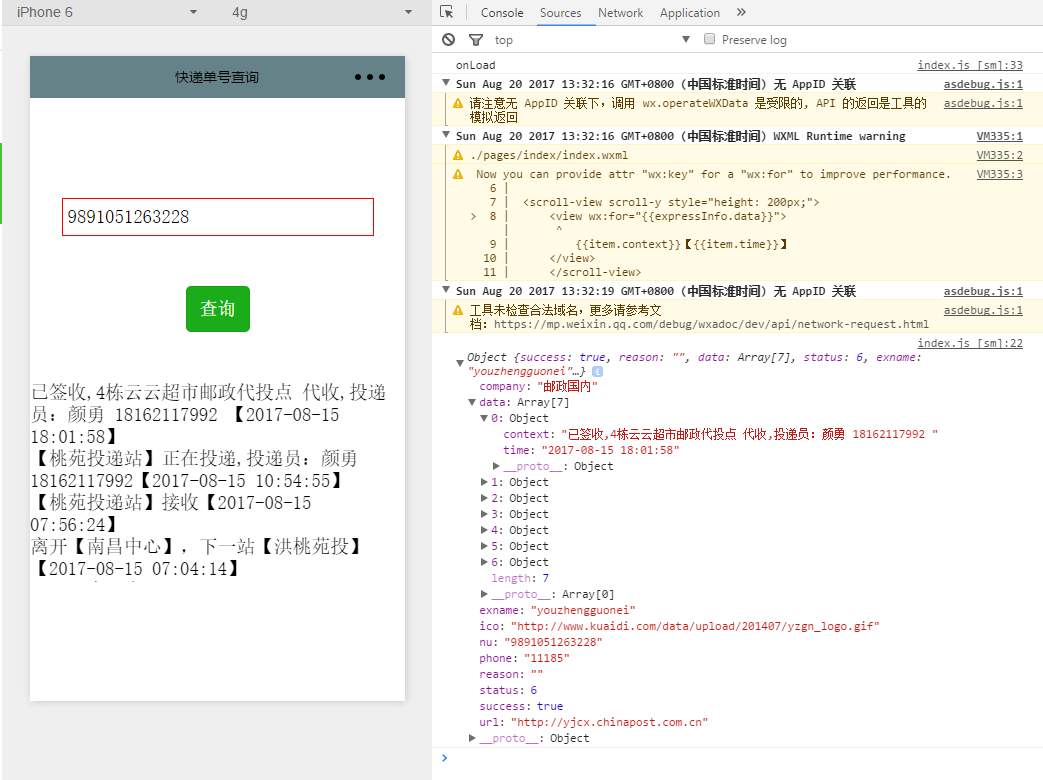 iPhone 6
4g
快递单号查询
9891051263228
查询
已签收,4栋云云超市邮政代投点 代收,投递
员：颜勇 18162117992 【2017-08-15
18:01:58】
【桃苑投递站】正在投递,投递员：颜勇
18162117992【2017-08-15 10:54:55】
【桃苑投递站】接收【2017-08-15
07:56:24】
离开【南昌中心】，下一站【洪桃苑投】
【2017-08-15 07:04:14】
Console Sources Network Application »
top
Preserve log
onLoad index.js [sm]:33
Sun Aug 20 2017 13:32:16 GMT+0800 (中国标准时间) 无 AppID 关联 asdebug.js:1
请注意无 AppID 关联下，调用 wx.operateWXData 是受限的, API 的返回是工具的 asdebug.js:1
模拟返回
Sun Aug 20 2017 13:32:16 GMT+0800 (中国标准时间) WXML Runtime warning VM335:1
./pages/index/index.wxml VM335:2
Now you can provide attr "wx:key" for a "wx:for" to improve performance. VM335:3
6 |
7 | <scroll-view scroll-y style="height: 200px;">
> 8 | <view wx:for="{{expressInfo.data}}">
| ^
9 | {{item.context}}【{{item.time}}】
10 | </view>
11 | </scroll-view>
Sun Aug 20 2017 13:32:19 GMT+0800 (中国标准时间) 无 AppID 关联 asdebug.js:1
工具未检查合法域名，更多请参考文 asdebug.js:1
档：https://mp.weixin.qq.com/debug/wxadoc/dev/api/network-request.html
index.js [sm]:22
Object {success: true, reason: "", data: Array[7], status: 6, exname:
"youzhengguonei"…}
company: "邮政国内"
data: Array[7]
0: Object
context: "已签收,4栋云云超市邮政代投点 代收,投递员：颜勇 18162117992 "
time: "2017-08-15 18:01:58"
__proto__: Object
1: Object
2: Object
3: Object
4: Object
5: Object
6: Object
length: 7
__proto__: Array[0]
exname: "youzhengguonei"
ico: "http://www.kuaidi.com/data/upload/201407/yzgn_logo.gif"
nu: "9891051263228"
phone: "11185"
reason: ""
status: 6
success: true
url: "http://yjcx.chinapost.com.cn"
__proto__: Object
>